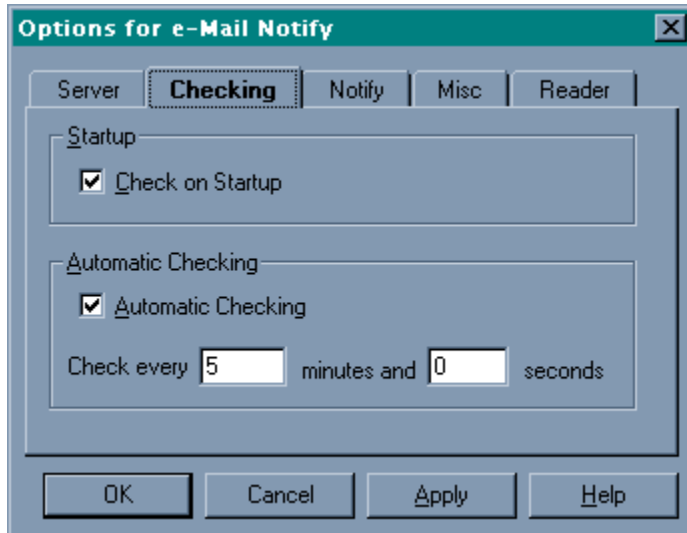 Options for e-Mail Notify
Server Checking Notify Misc Reader
Startup
Check on Startup
Automatic Checking
Automatic Checking
Check every 5 minutes and 0 seconds
OK Cancel Apply Help